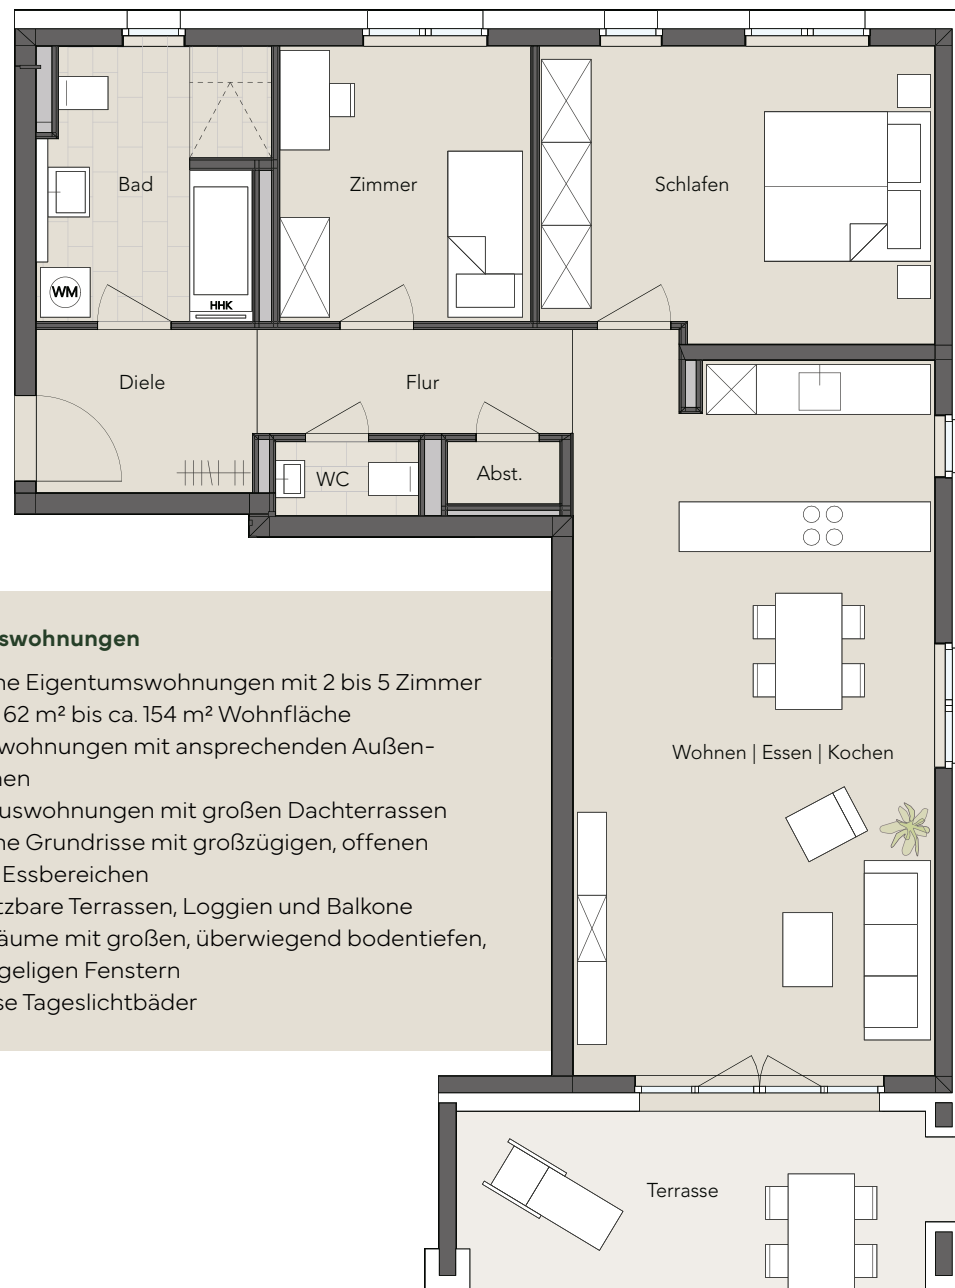 Bad
Zimmer
Schlafen
WM
HHK
Diele
Flur
WC
Abst.
swohnungen
ne Eigentumswohnungen mit 2 bis 5 Zimmer
62 m² bis ca. 154 m² Wohnfläche
wohnungen mit ansprechenden Außen-
nen
uswohnungen mit großen Dachterrassen
ne Grundrisse mit großzügigen, offenen
Essbereichen
tzbare Terrassen, Loggien und Balkone
äume mit großen, überwiegend bodentiefen,
geligen Fenstern
se Tageslichtbäder
Wohnen | Essen | Kochen
Terrasse